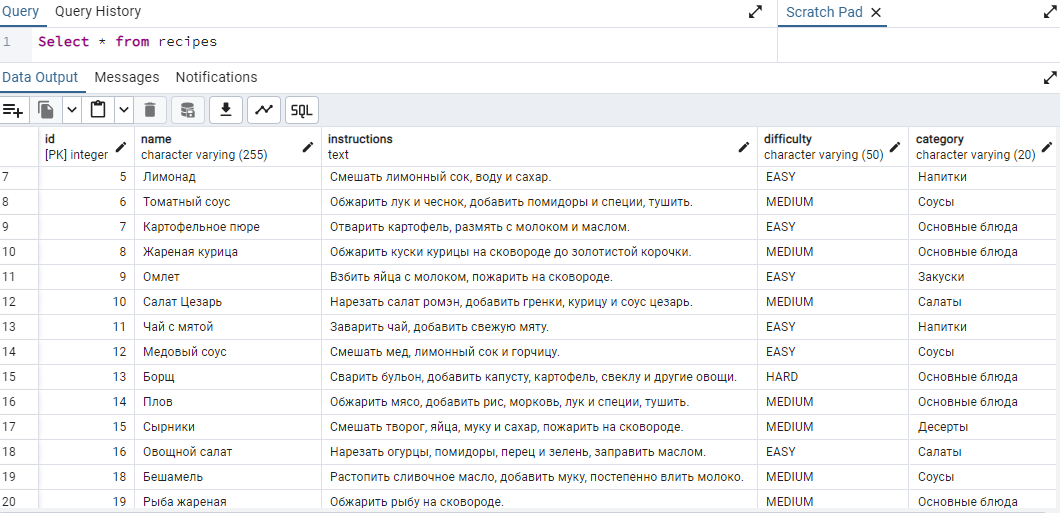 Query Query History Scratch Pad
1 Select * from recipes
Data Output Messages Notifications
SQL
id name instructions difficulty category
[PK] integer character varying (255) text character varying (50) character varying (20)
7 5 Лимонад Смешать лимонный сок, воду и сахар. EASY Напитки
8 6 Томатный соус Обжарить лук и чеснок, добавить помидоры и специи, тушить. MEDIUM Соусы
9 7 Картофельное пюре Отварить картофель, размять с молоком и маслом. EASY Основные блюда
10 8 Жареная курица Обжарить куски курицы на сковороде до золотистой корочки. MEDIUM Основные блюда
11 9 Омлет Взбить яйца с молоком, пожарить на сковороде. EASY Закуски
12 10 Салат Цезарь Нарезать салат ромэн, добавить гренки, курицу и соус цезарь. MEDIUM Салаты
13 11 Чай с мятой Заварить чай, добавить свежую мяту. EASY Напитки
14 12 Медовый соус Смешать мед, лимонный сок и горчицу. EASY Соусы
15 13 Борщ Сварить бульон, добавить капусту, картофель, свеклу и другие овощи. HARD Основные блюда
16 14 Плов Обжарить мясо, добавить рис, морковь, лук и специи, тушить. MEDIUM Основные блюда
17 15 Сырники Смешать творог, яйца, муку и сахар, пожарить на сковороде. MEDIUM Десерты
18 16 Овощной салат Нарезать огурцы, помидоры, перец и зелень, заправить маслом. EASY Салаты
19 18 Бешамель Растопить сливочное масло, добавить муку, постепенно влить молоко. MEDIUM Соусы
20 19 Рыба жареная Обжарить рыбу на сковороде. MEDIUM Основные блюда